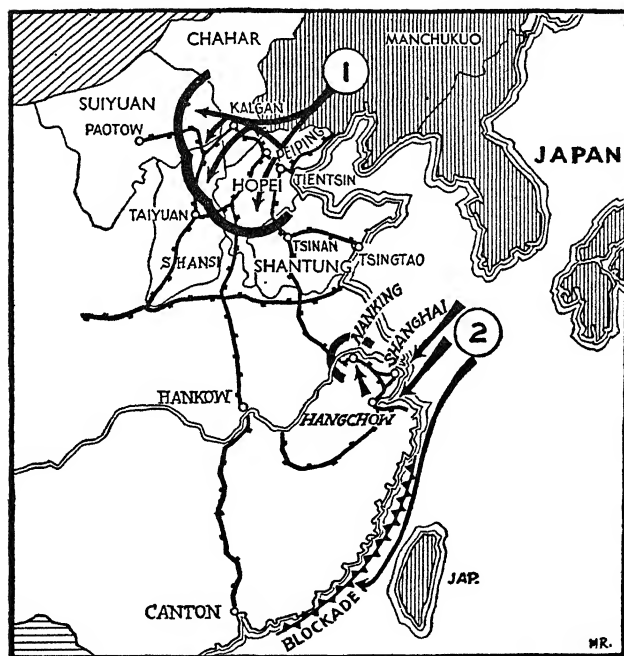 CHAHAR
MANCHUKUO
1
SUIYUAN
KALGAN
PAOTOW
PEIPING
JAPAN
HOPEI
TIENTSIN
TAIYUAN
TSINAN
SHANSI
SHANTUNG
TSINGTAO
NANKING
SHANGHAI
2
HANKOW
HANGCHOW
JAP.
CANTON
BLOCKADE
MR.